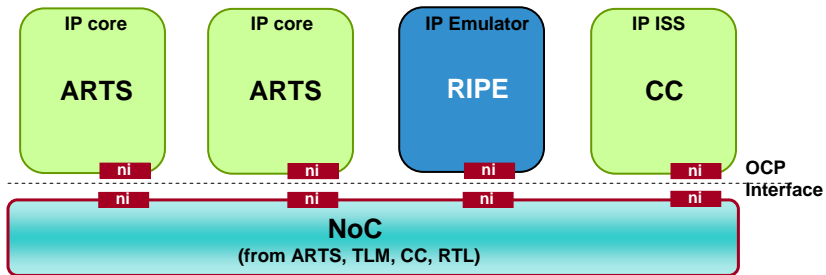 IP core
IP core
IP Emulator
IP ISS
ARTS
ARTS
RIPE
CC
ni
ni
ni
ni
OCP
Interface
ni
ni
ni
ni
NoC
(from ARTS, TLM, CC, RTL)